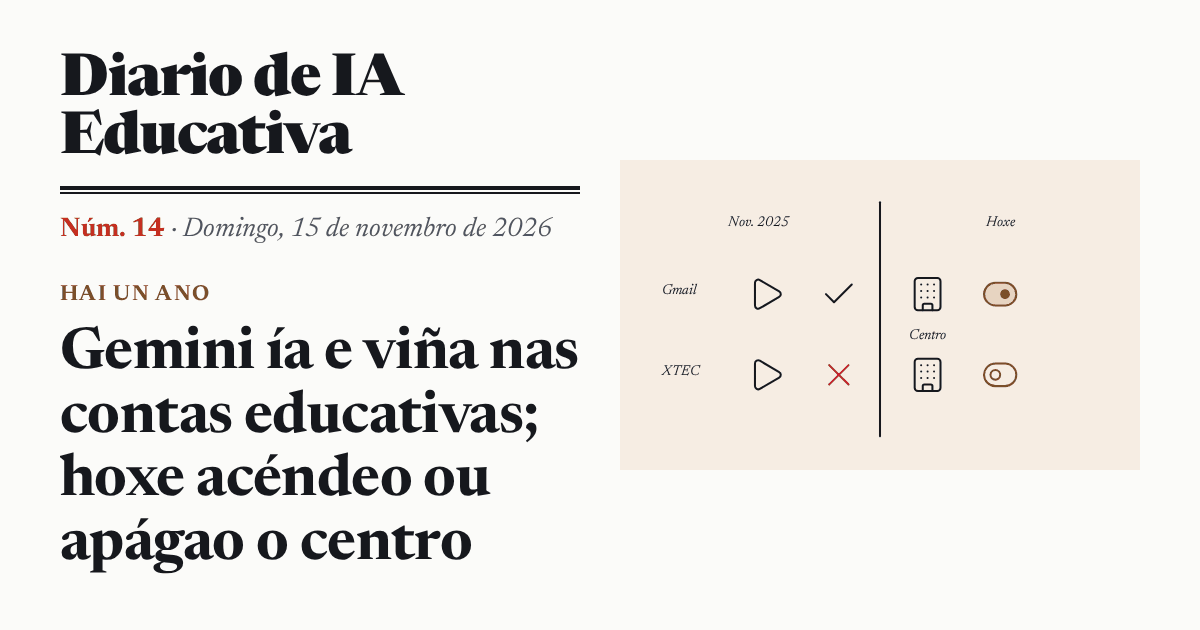 Diario de IA
Educativa
Núm. 14 · Domingo, 15 de novembro de 2026
HAI UN ANO
Gemini ía e viña nas
contas educativas;
hoxe acéndeo ou
apágao o centro
Nov. 2025
Hoxe
Gmail
Centro
XTEC